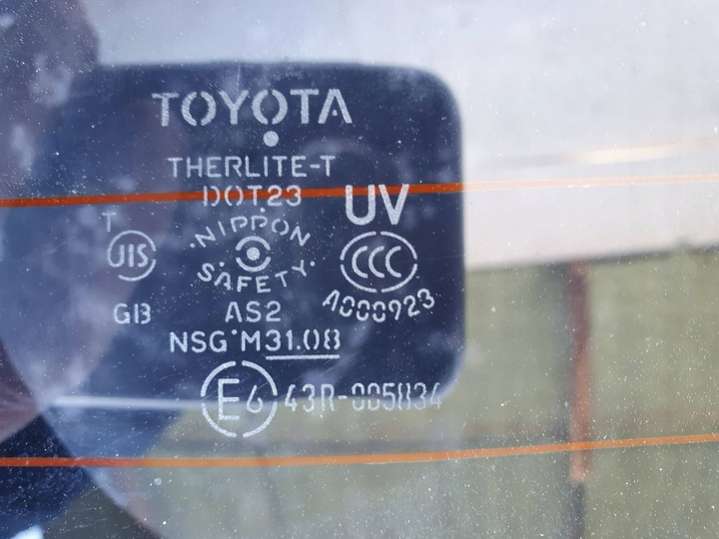 TOYOTA
THERLITE-T
DOT23
UV
T
JIS
NIPPON
SAFETY
CCC
GB
AS2
A000923
NSG M31.08
E6 43R-005834